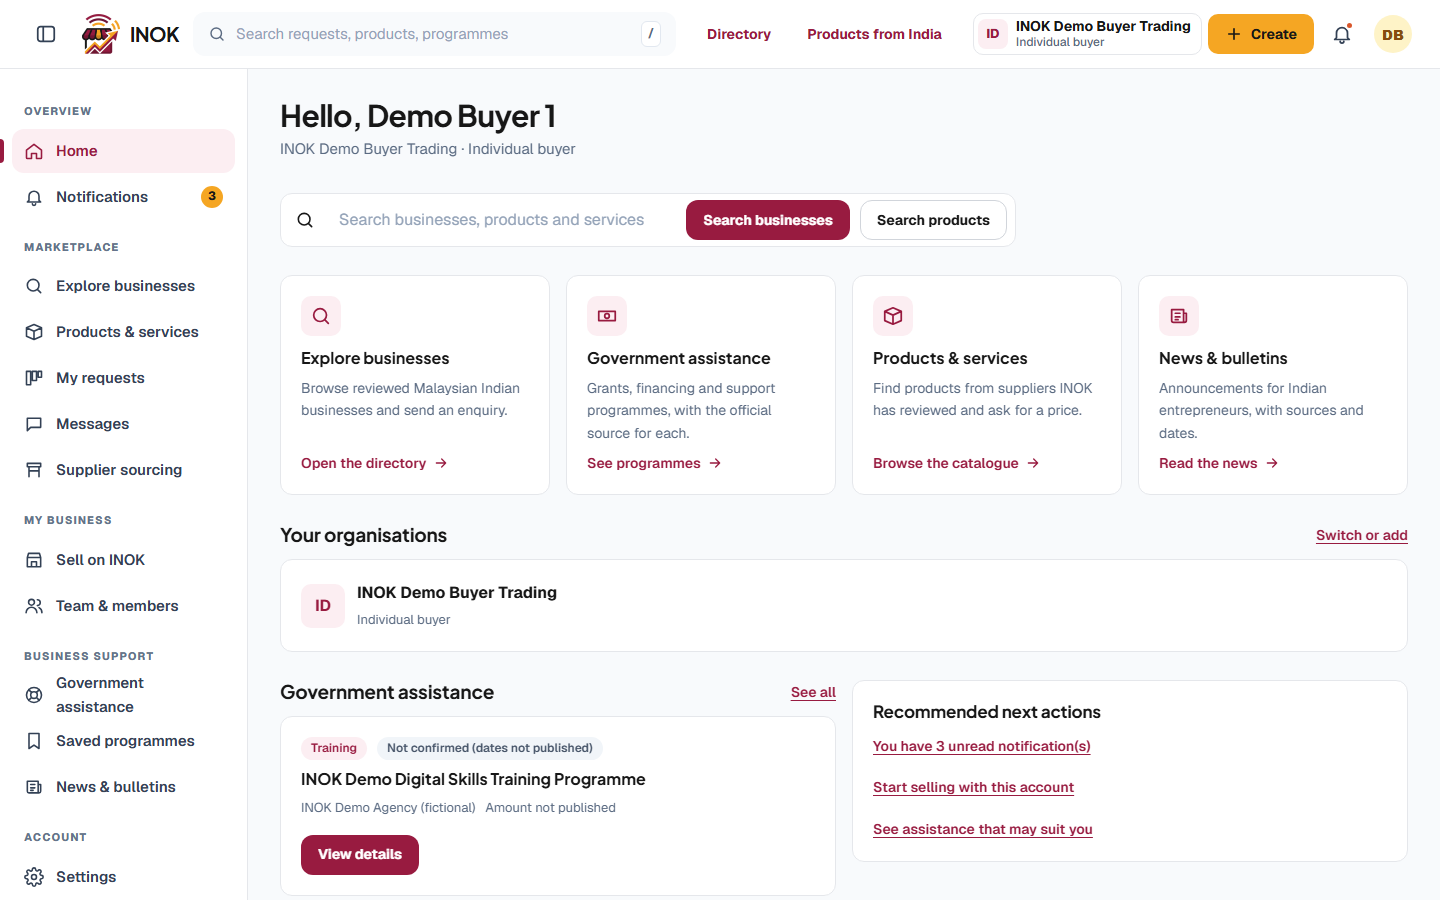 INOK
Search requests, products, programmes
/
Directory
Products from India
ID
INOK Demo Buyer Trading
Individual buyer
Create
DB
OVERVIEW
Home
Notifications
3
MARKETPLACE
Explore businesses
Products & services
My requests
Messages
Supplier sourcing
MY BUSINESS
Sell on INOK
Team & members
BUSINESS SUPPORT
Government
assistance
Saved programmes
News & bulletins
ACCOUNT
Settings
Hello, Demo Buyer 1
INOK Demo Buyer Trading · Individual buyer
Search businesses, products and services
Search businesses
Search products
Explore businesses
Browse reviewed Malaysian Indian
businesses and send an enquiry.
Open the directory →
Government assistance
Grants, financing and support
programmes, with the official
source for each.
See programmes →
Products & services
Find products from suppliers INOK
has reviewed and ask for a price.
Browse the catalogue →
News & bulletins
Announcements for Indian
entrepreneurs, with sources and
dates.
Read the news →
Your organisations
Switch or add
ID
INOK Demo Buyer Trading
Individual buyer
Government assistance
See all
Training
Not confirmed (dates not published)
INOK Demo Digital Skills Training Programme
INOK Demo Agency (fictional) Amount not published
View details
Recommended next actions
You have 3 unread notification(s)
Start selling with this account
See assistance that may suit you